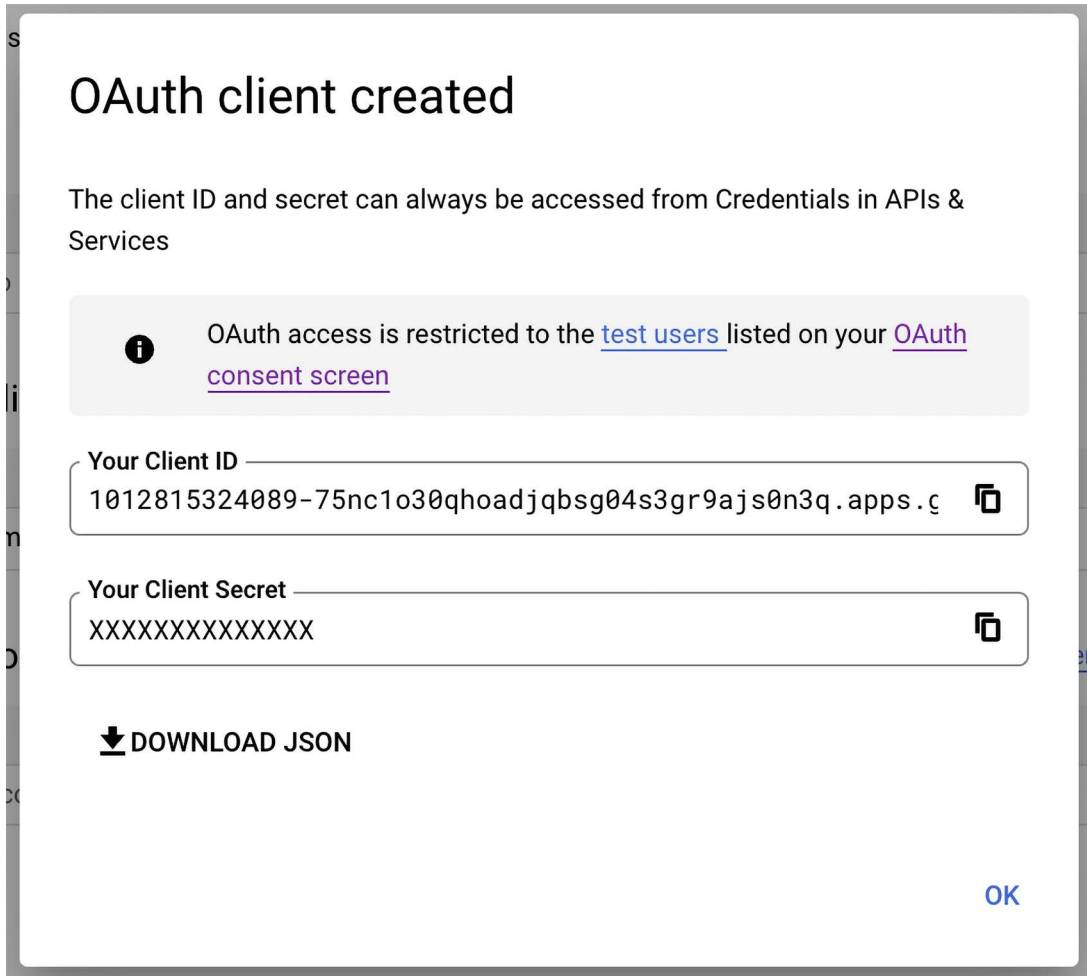 OAuth client created
The client ID and secret can always be accessed from Credentials in APIs &
Services
OAuth access is restricted to the test users listed on your OAuth
consent screen
Your Client ID
1012815324089-75nc1o30qhoadjqbsg04s3gr9ajs0n3q.apps.g
Your Client Secret
XXXXXXXXXXXXXX
DOWNLOAD JSON
OK